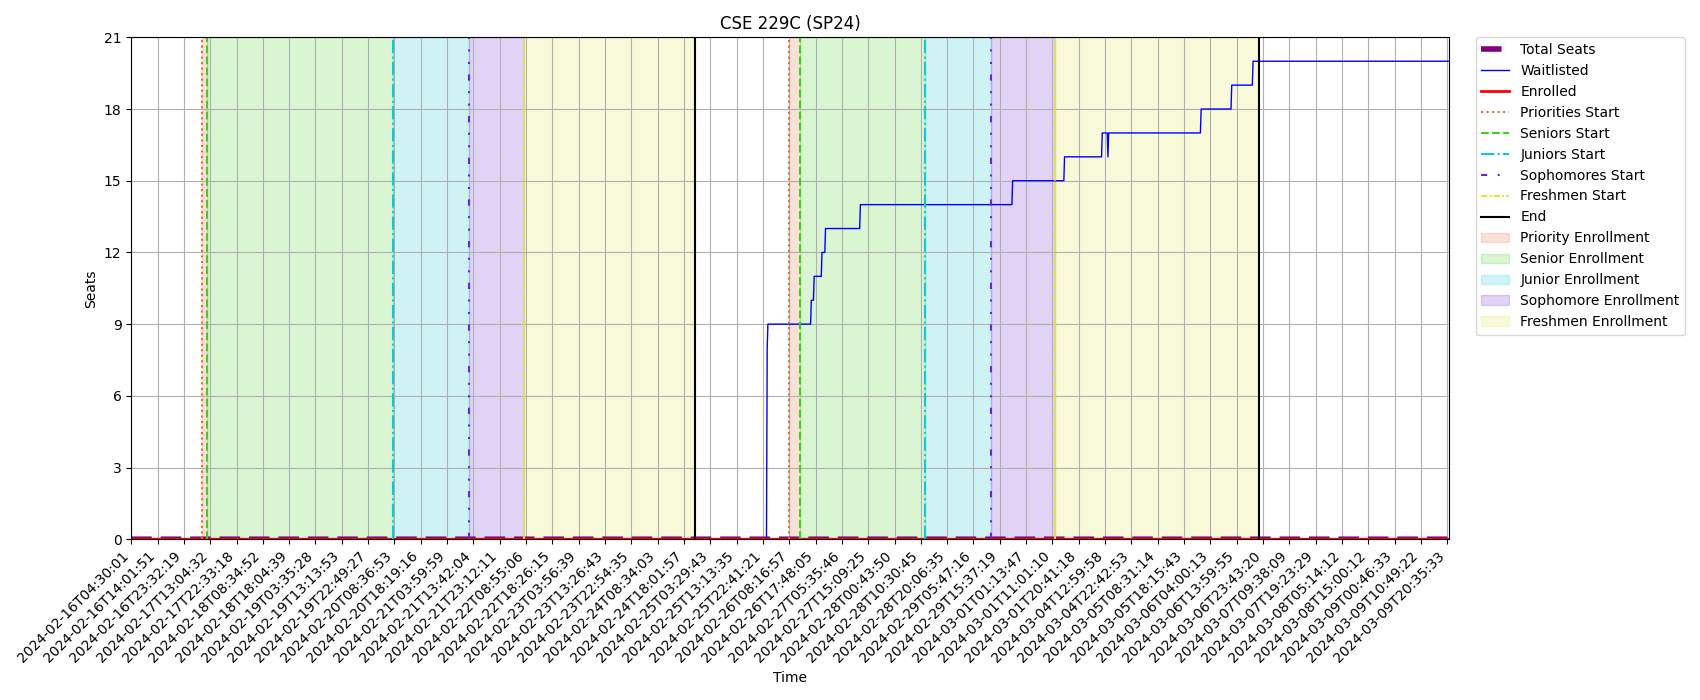 CSE 229C (SP24)
21
18
15
12
9
6
3
0
Seats
2024-02-16T04:30:01
2024-02-16T14:01:51
2024-02-16T23:32:19
2024-02-17T13:04:32
2024-02-17T22:33:18
2024-02-18T08:34:52
2024-02-18T18:04:39
2024-02-19T03:35:28
2024-02-19T13:13:53
2024-02-19T22:49:27
2024-02-20T08:36:53
2024-02-20T18:19:16
2024-02-21T03:59:59
2024-02-21T13:42:04
2024-02-21T23:12:11
2024-02-22T08:55:06
2024-02-22T18:26:15
2024-02-23T03:56:39
2024-02-23T13:26:43
2024-02-23T22:54:35
2024-02-24T08:34:03
2024-02-24T18:01:57
2024-02-25T03:29:43
2024-02-25T13:13:35
2024-02-25T22:41:21
2024-02-26T08:16:57
2024-02-26T17:48:05
2024-02-27T05:35:46
2024-02-27T15:09:25
2024-02-28T00:43:50
2024-02-28T10:30:45
2024-02-28T20:06:35
2024-02-29T05:47:16
2024-02-29T15:37:19
2024-03-01T01:13:47
2024-03-01T11:01:10
2024-03-01T20:41:18
2024-03-04T12:59:58
2024-03-04T22:42:53
2024-03-05T08:31:14
2024-03-05T18:15:43
2024-03-06T04:00:13
2024-03-06T13:59:55
2024-03-06T23:43:20
2024-03-07T09:38:09
2024-03-07T19:23:29
2024-03-08T05:14:12
2024-03-08T15:00:12
2024-03-09T00:46:33
2024-03-09T10:49:22
2024-03-09T20:35:33
Time
Total Seats
Waitlisted
Enrolled
Priorities Start
Seniors Start
Juniors Start
Sophomores Start
Freshmen Start
End
Priority Enrollment
Senior Enrollment
Junior Enrollment
Sophomore Enrollment
Freshmen Enrollment